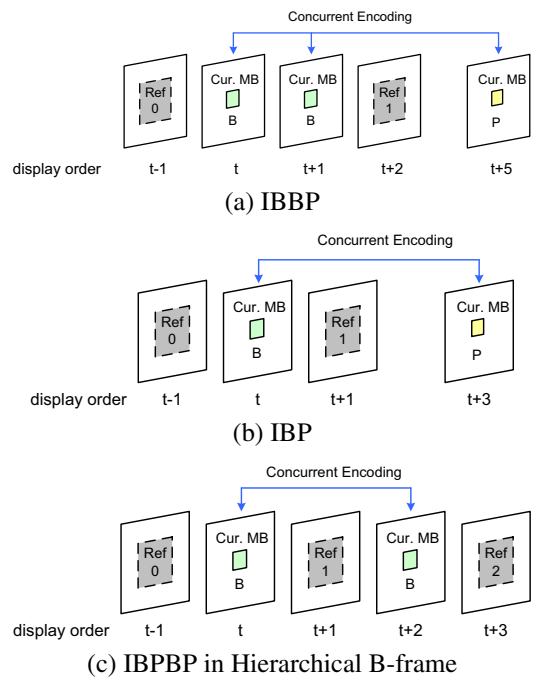 Concurrent Encoding
Ref 0
Cur. MB
B
Cur. MB
B
Ref 1
Cur. MB
P
display order t-1 t t+1 t+2 t+5
(a) IBBP
Concurrent Encoding
Ref 0
Cur. MB
B
Ref 1
Cur. MB
P
display order t-1 t t+1 t+3
(b) IBP
Concurrent Encoding
Ref 0
Cur. MB
B
Ref 1
Cur. MB
B
Ref 2
display order t-1 t t+1 t+2 t+3
(c) IBPBP in Hierarchical B-frame